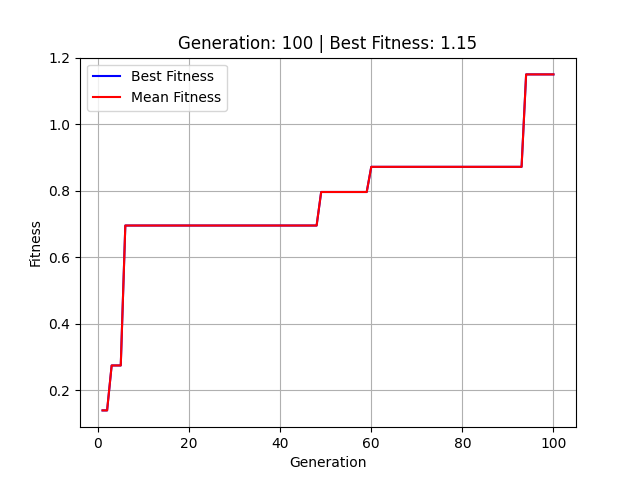 Generation: 100 | Best Fitness: 1.15
Best Fitness
Mean Fitness
Fitness
1.2
1.0
0.8
0.6
0.4
0.2
0 20 40 60 80 100
Generation